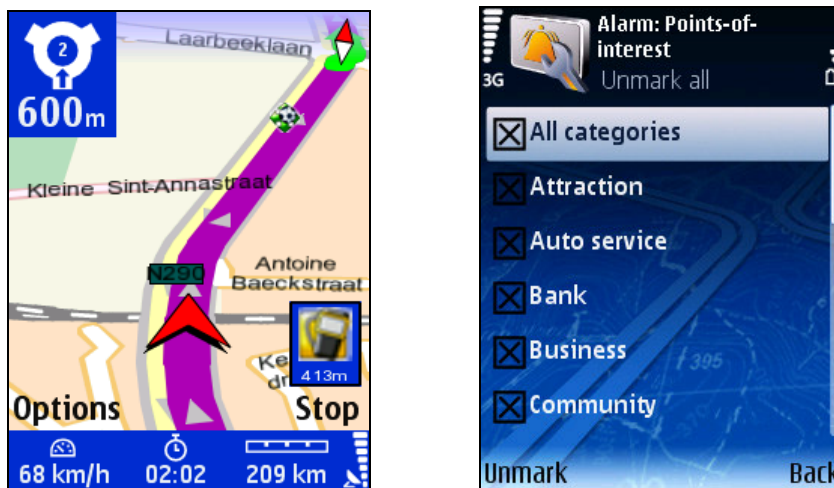 2
600m
Laarbeeklaan
Kleine Sint-Annastraat
N290
Antoine
Baeckstraat
413m
Options
Stop
68 km/h
02:02
209 km
3G
Alarm: Points-of-
interest
Unmark all
All categories
Attraction
Auto service
Bank
Business
Community
395
Unmark
Back